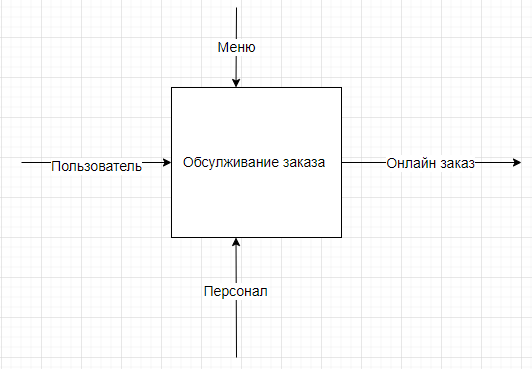 Меню
Пользователь
Обсулживание заказа
Онлайн заказ
Персонал